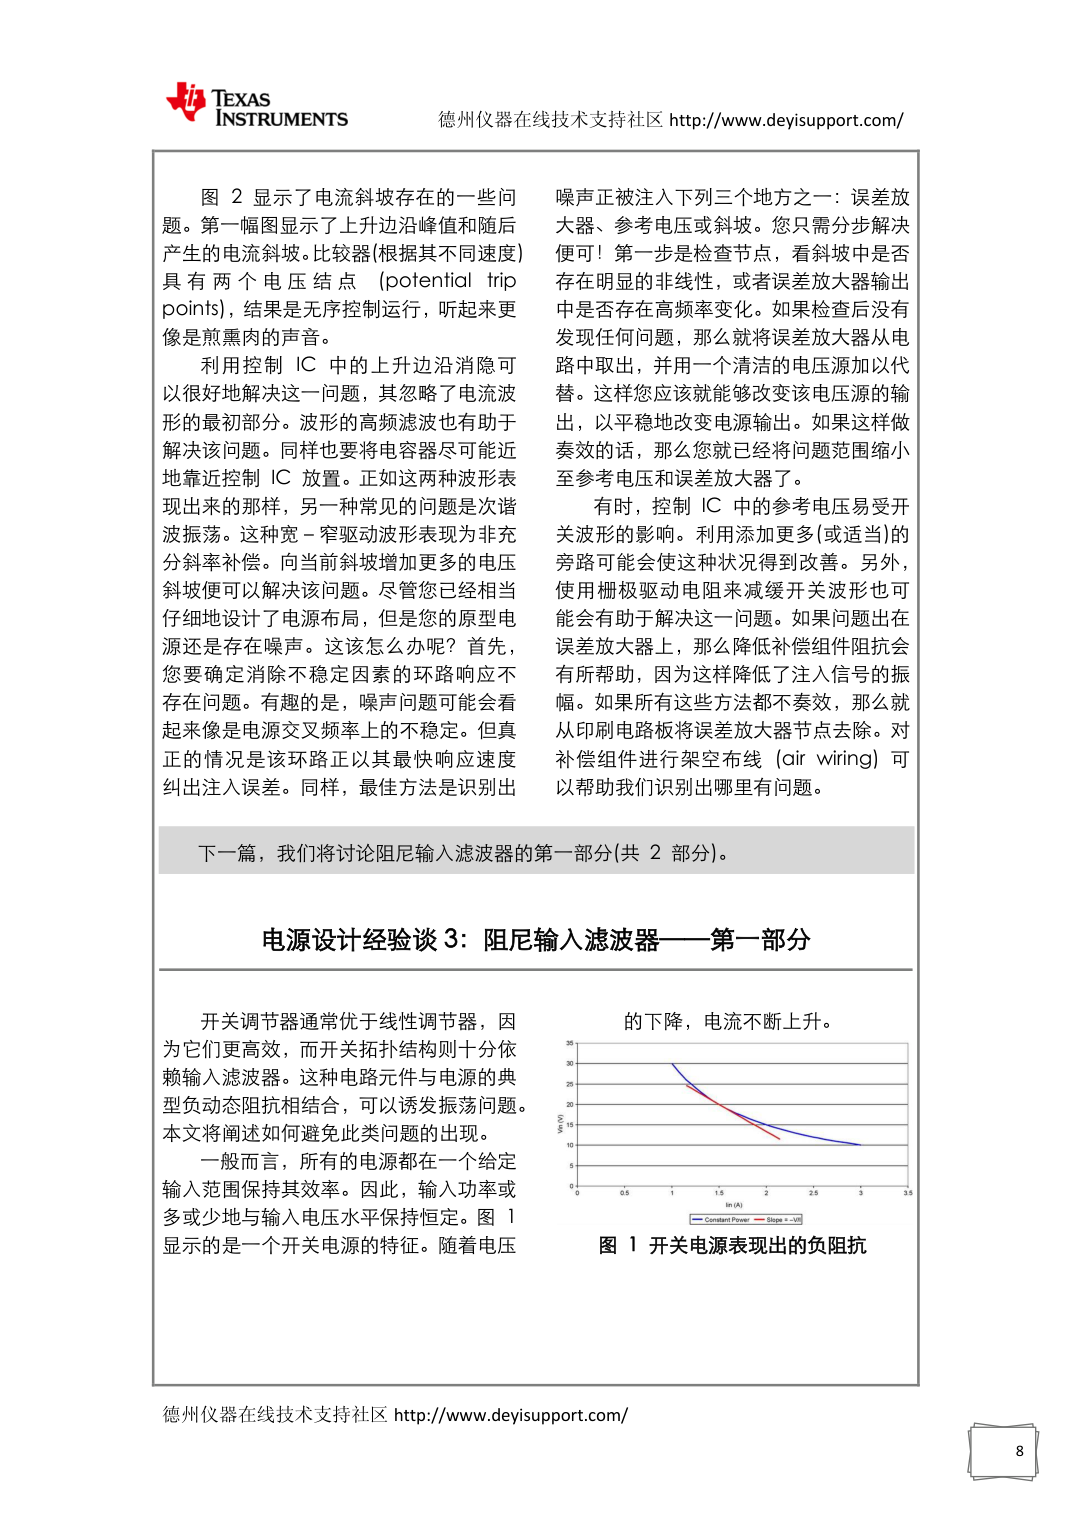 TEXAS
INSTRUMENTS
德州仪器在线技术支持社区 http://www.deyisupport.com/
图 2 显示了电流斜坡存在的一些问
题。第一幅图显示了上升边沿峰值和随后
产生的电流斜坡。比较器(根据其不同速度)
具有两个电压结点 (potential trip
points)，结果是无序控制运行，听起来更
像是煎熏肉的声音。
利用控制 IC 中的上升边沿消隐可
以很好地解决这一问题，其忽略了电流波
形的最初部分。波形的高频滤波也有助于
解决该问题。同样也要将电容器尽可能近
地靠近控制 IC 放置。正如这两种波形表
现出来的那样，另一种常见的问题是次谐
波振荡。这种宽 – 窄驱动波形表现为非充
分斜率补偿。向当前斜坡增加更多的电压
斜坡便可以解决该问题。尽管您已经相当
仔细地设计了电源布局，但是您的原型电
源还是存在噪声。这该怎么办呢？首先，
您要确定消除不稳定因素的环路响应不
存在问题。有趣的是，噪声问题可能会看
起来像是电源交叉频率上的不稳定。但真
正的情况是该环路正以其最快响应速度
纠出注入误差。同样，最佳方法是识别出
噪声正被注入下列三个地方之一：误差放
大器、参考电压或斜坡。您只需分步解决
便可！第一步是检查节点，看斜坡中是否
存在明显的非线性，或者误差放大器输出
中是否存在高频率变化。如果检查后没有
发现任何问题，那么就将误差放大器从电
路中取出，并用一个清洁的电压源加以代
替。这样您应该就能够改变该电压源的输
出，以平稳地改变电源输出。如果这样做
奏效的话，那么您就已经将问题范围缩小
至参考电压和误差放大器了。
有时，控制 IC 中的参考电压易受开
关波形的影响。利用添加更多(或适当)的
旁路可能会使这种状况得到改善。另外，
使用栅极驱动电阻来减缓开关波形也可
能会有助于解决这一问题。如果问题出在
误差放大器上，那么降低补偿组件阻抗会
有所帮助，因为这样降低了注入信号的振
幅。如果所有这些方法都不奏效，那么就
从印刷电路板将误差放大器节点去除。对
补偿组件进行架空布线 (air wiring) 可
以帮助我们识别出哪里有问题。
下一篇，我们将讨论阻尼输入滤波器的第一部分(共 2 部分)。
电源设计经验谈 3：阻尼输入滤波器——第一部分
开关调节器通常优于线性调节器，因
为它们更高效，而开关拓扑结构则十分依
赖输入滤波器。这种电路元件与电源的典
型负动态阻抗相结合，可以诱发振荡问题。
本文将阐述如何避免此类问题的出现。
一般而言，所有的电源都在一个给定
输入范围保持其效率。因此，输入功率或
多或少地与输入电压水平保持恒定。图 1
显示的是一个开关电源的特征。随着电压
的下降，电流不断上升。
35
30
25
20
15
10
5
0
Vin (V)
0 0.5 1 1.5 2 2.5 3 3.5
Iin (A)
Constant Power Slope = –V/I
图 1 开关电源表现出的负阻抗
德州仪器在线技术支持社区 http://www.deyisupport.com/
8